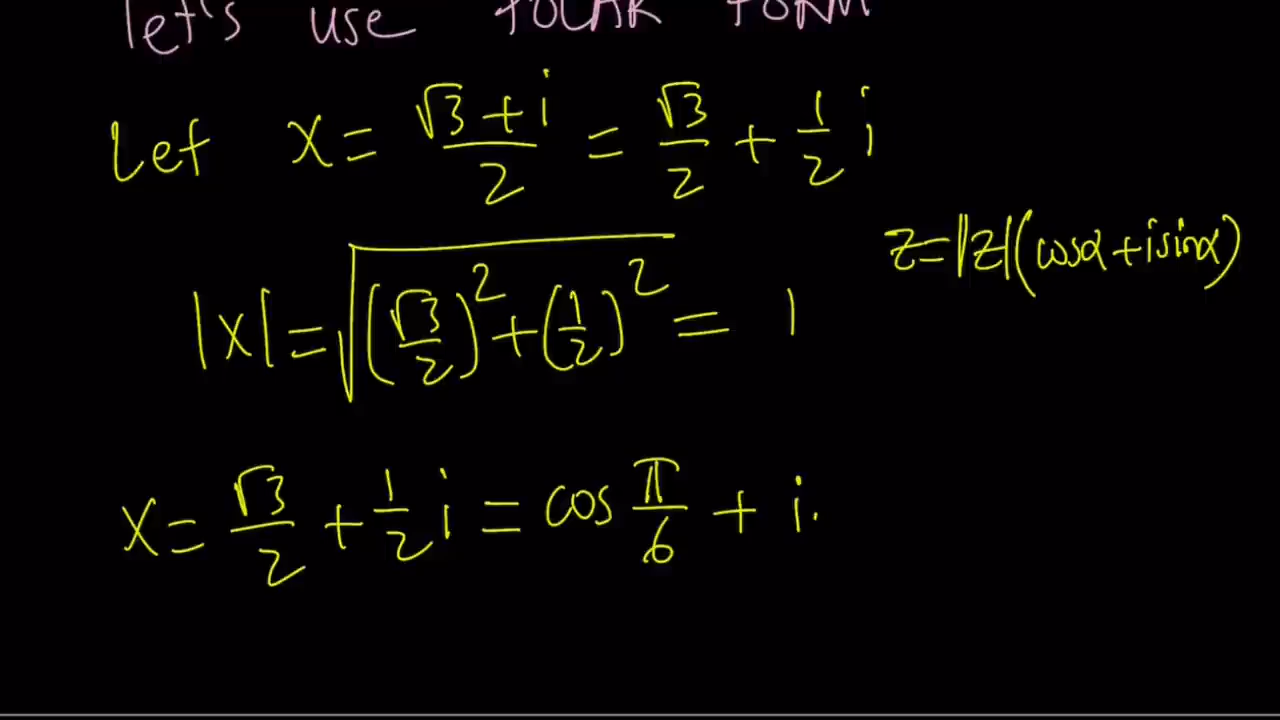 let's use POLAR FORM
Let x = (√3 + i)/2 = √3/2 + 1/2 i
z = |z|(cosα + i sinα)
|x| = √((√3/2)² + (1/2)²) = 1
x = √3/2 + 1/2 i = cos π/6 + i.